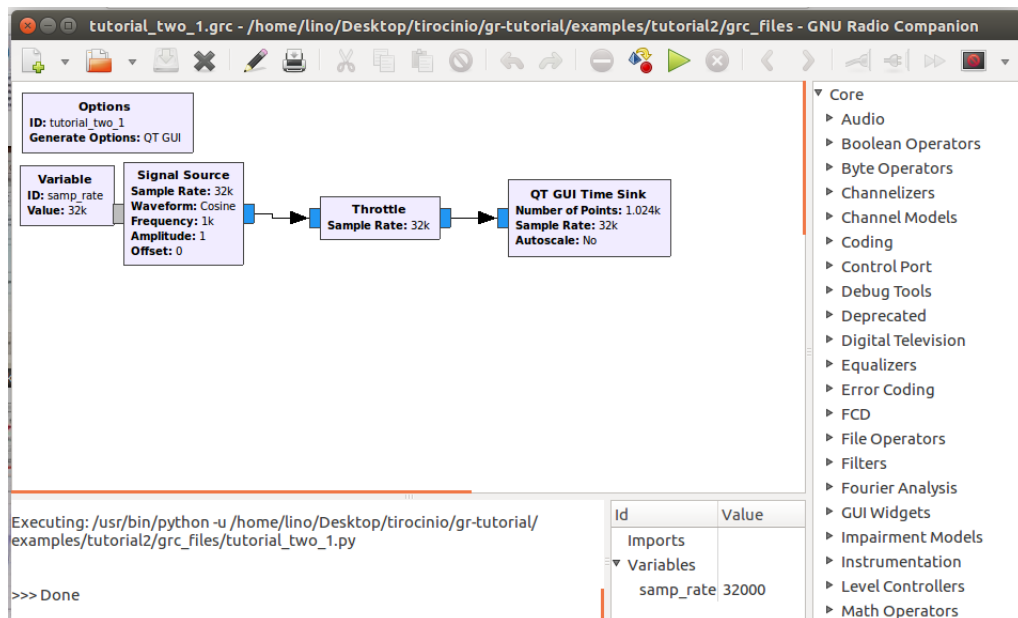 tutorial_two_1.grc - /home/lino/Desktop/tirocinio/gr-tutorial/examples/tutorial2/grc_files - GNU Radio Companion
Options
ID: tutorial_two_1
Generate Options: QT GUI
Variable
ID: samp_rate
Value: 32k
Signal Source
Sample Rate: 32k
Waveform: Cosine
Frequency: 1k
Amplitude: 1
Offset: 0
Throttle
Sample Rate: 32k
QT GUI Time Sink
Number of Points: 1.024k
Sample Rate: 32k
Autoscale: No
Core
Audio
Boolean Operators
Byte Operators
Channelizers
Channel Models
Coding
Control Port
Debug Tools
Deprecated
Digital Television
Equalizers
Error Coding
FCD
File Operators
Filters
Fourier Analysis
GUI Widgets
Impairment Models
Instrumentation
Level Controllers
Math Operators
Executing: /usr/bin/python -u /home/lino/Desktop/tirocinio/gr-tutorial/
examples/tutorial2/grc_files/tutorial_two_1.py
>>> Done
Id Value
Imports
Variables
samp_rate 32000